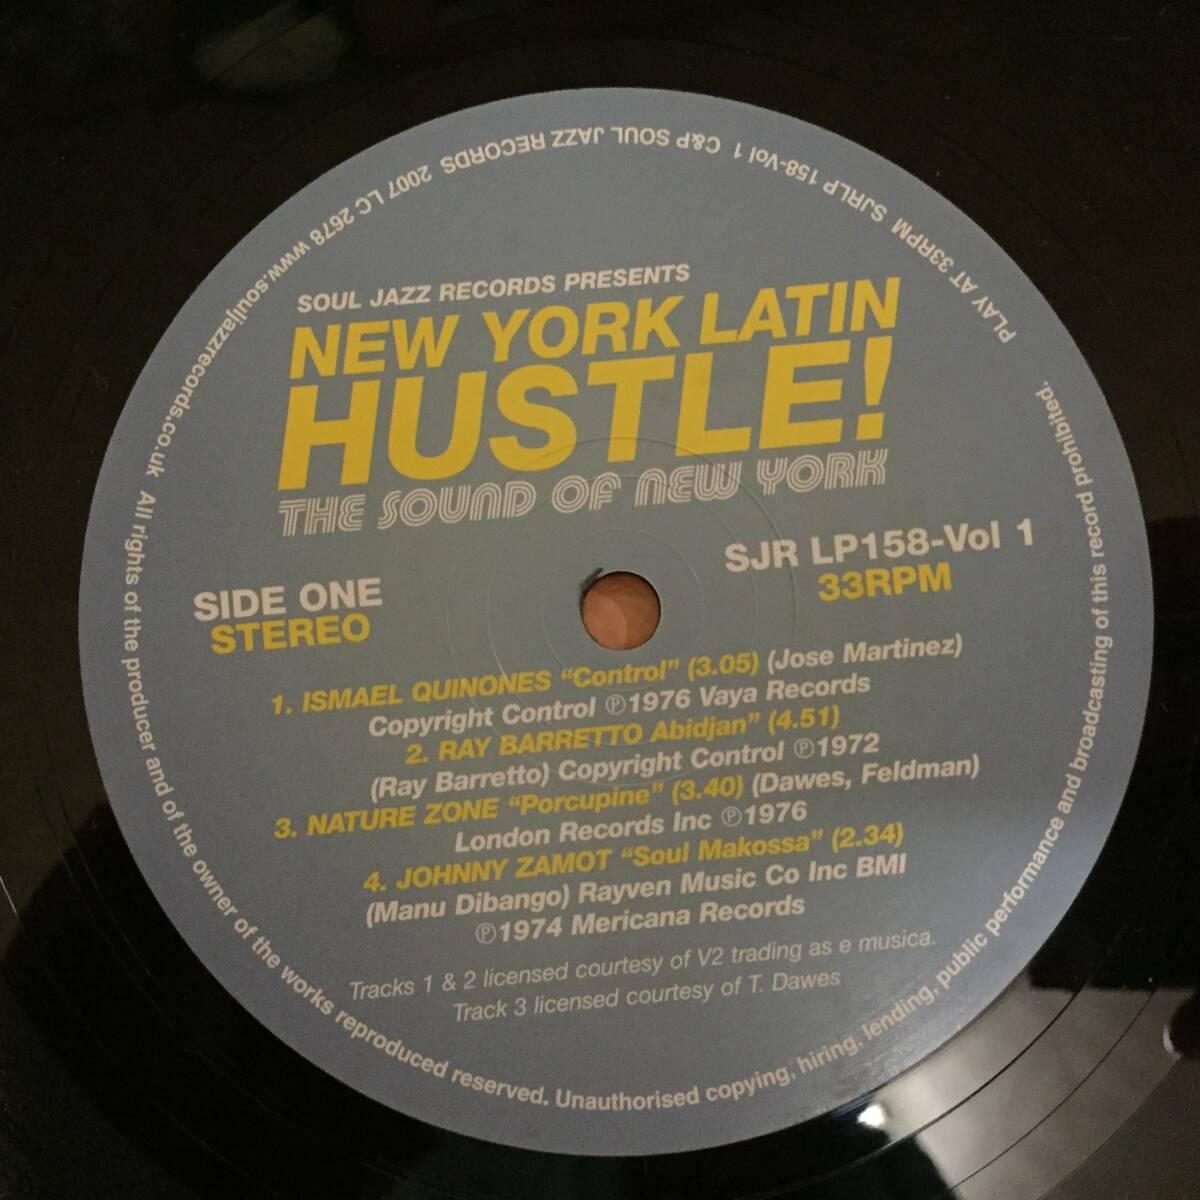 SOUL JAZZ RECORDS PRESENTS
NEW YORK LATIN
HUSTLE!
THE SOUND OF NEW YORK
SIDE ONE
STEREO
SJR LP158-Vol 1
33RPM
1. ISMAEL QUINONES “Control” (3.05) (Jose Martinez)
Copyright Control ℗1976 Vaya Records
2. RAY BARRETTO Abidjan” (4.51)
(Ray Barretto) Copyright Control ℗1972
3. NATURE ZONE “Porcupine” (3.40) (Dawes, Feldman)
London Records Inc ℗1976
4. JOHNNY ZAMOT “Soul Makossa” (2.34)
(Manu Dibango) Rayven Music Co Inc BMI
℗1974 Mericana Records
Tracks 1 & 2 licensed courtesy of V2 trading as e musica.
Track 3 licensed courtesy of T. Dawes
All rights of the producer and of the owner of the works reproduced reserved. Unauthorised copying, hiring, lending, public performance and broadcasting of this record prohibited.
PLAY AT 33RPM SJRLP 158-Vol 1 C&P SOUL JAZZ RECORDS 2007 LC 2678 www.souljazzrecords.co.uk